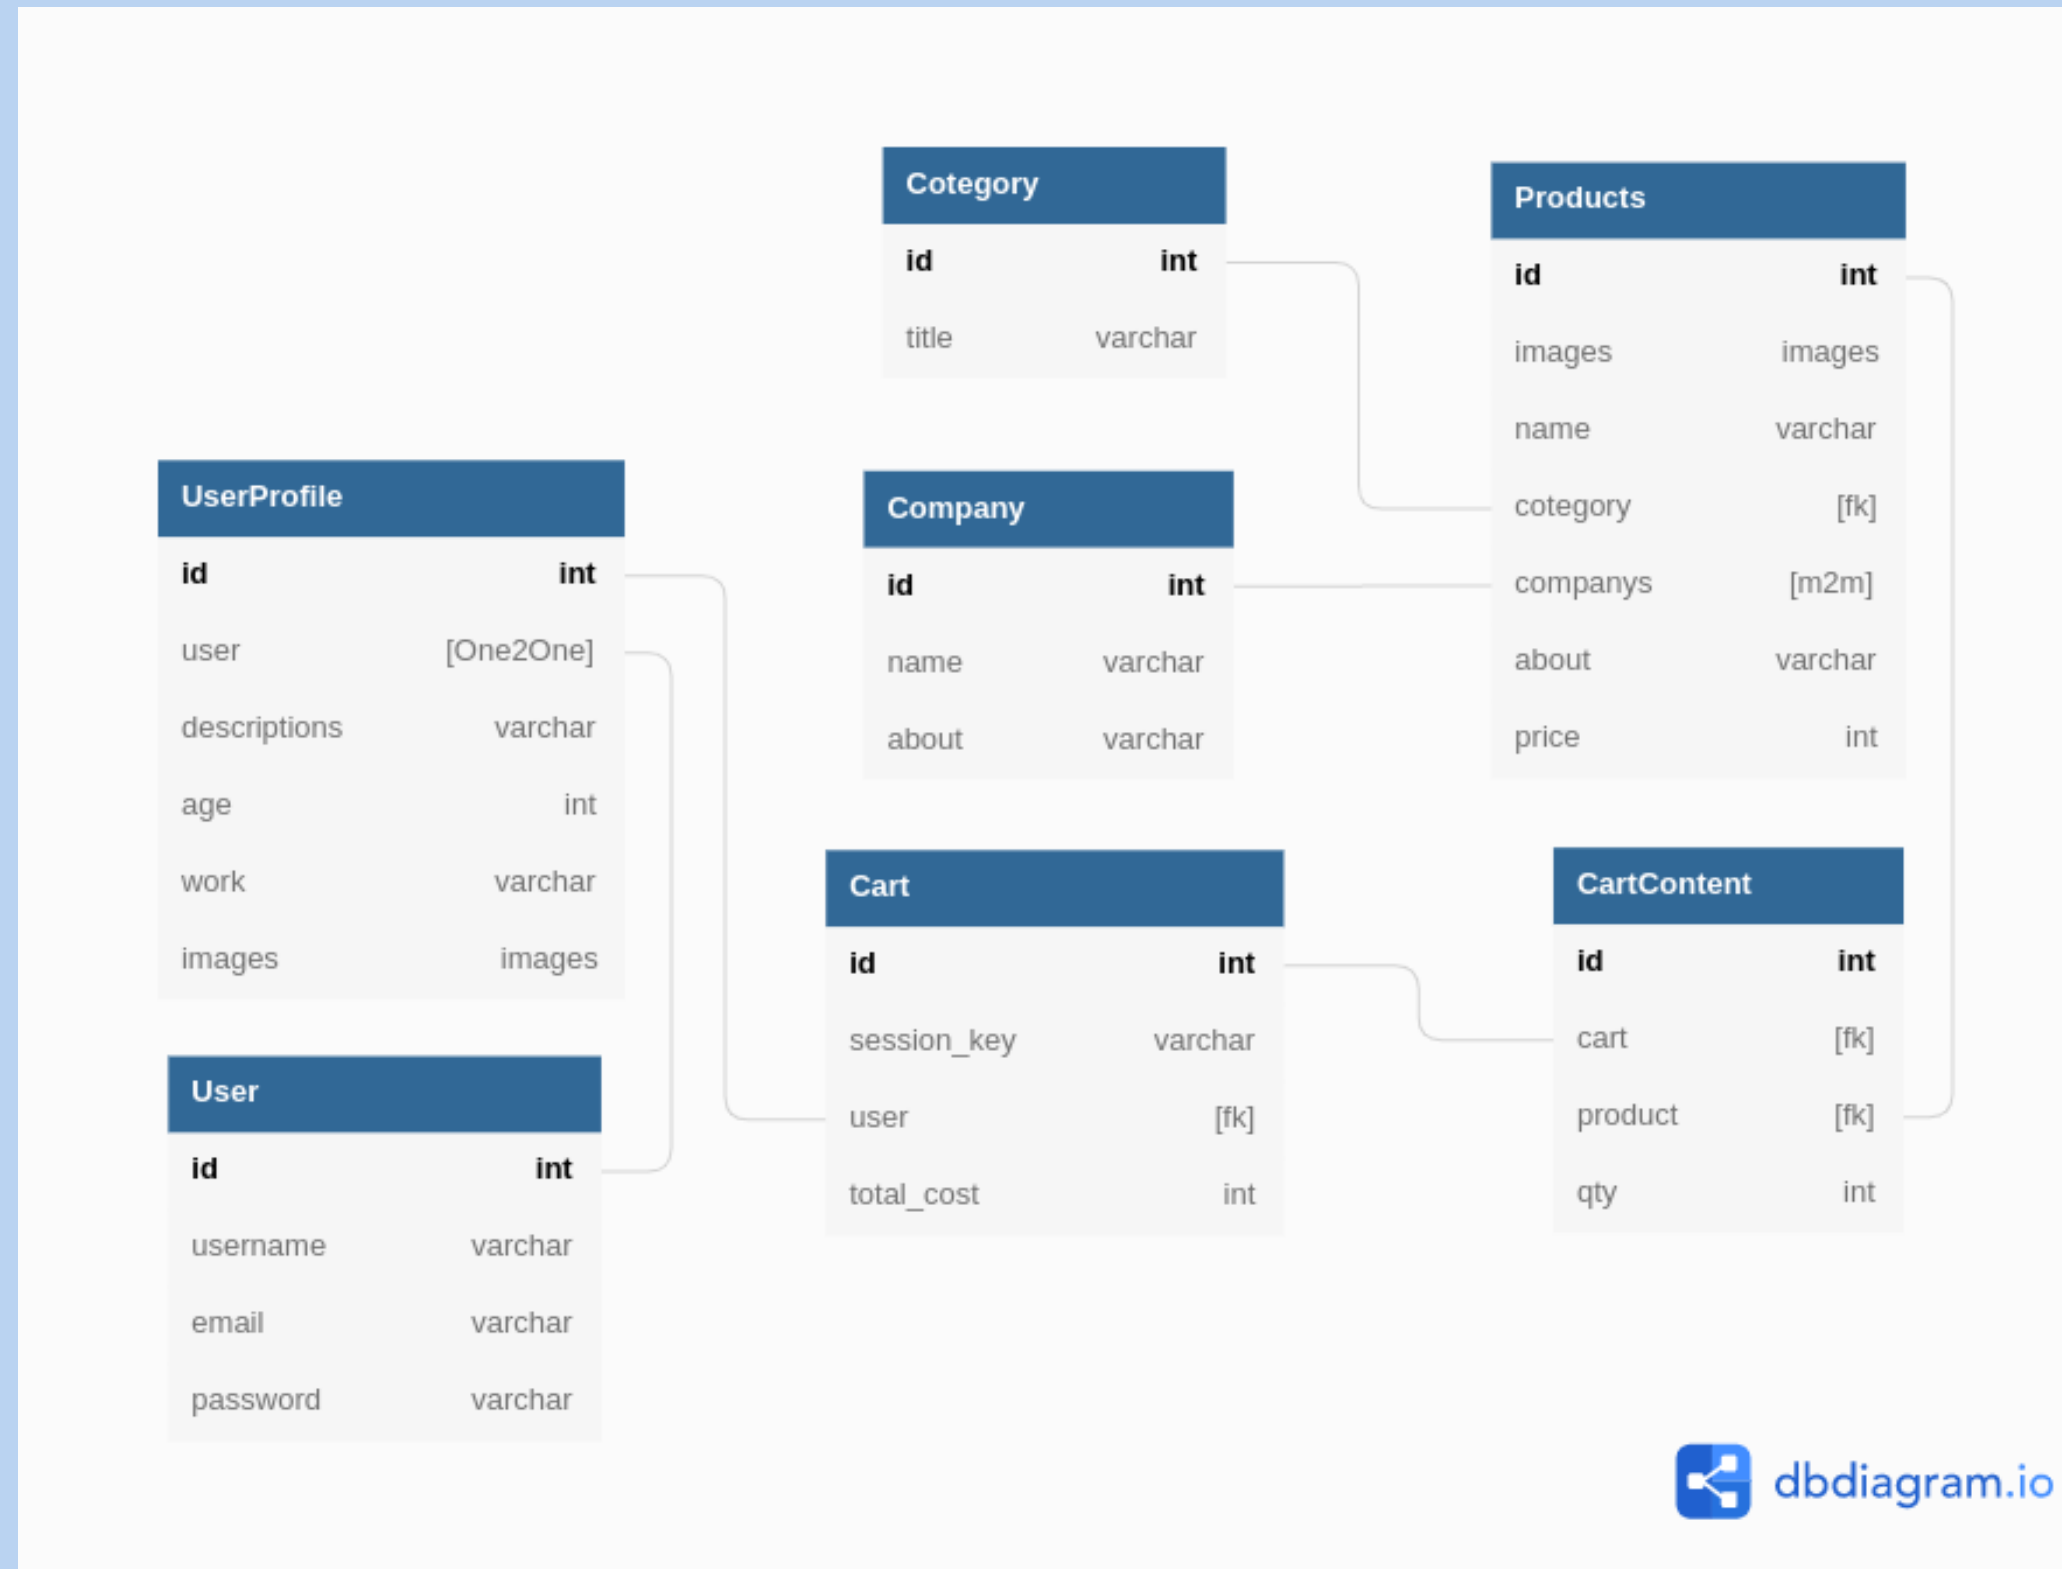 Cotegory
id int
title varchar
Products
id int
images images
name varchar
cotegory [fk]
companys [m2m]
about varchar
price int
UserProfile
id int
user [One2One]
descriptions varchar
age int
work varchar
images images
Company
id int
name varchar
about varchar
Cart
id int
session_key varchar
user [fk]
total_cost int
CartContent
id int
cart [fk]
product [fk]
qty int
User
id int
username varchar
email varchar
password varchar
dbdiagram.io